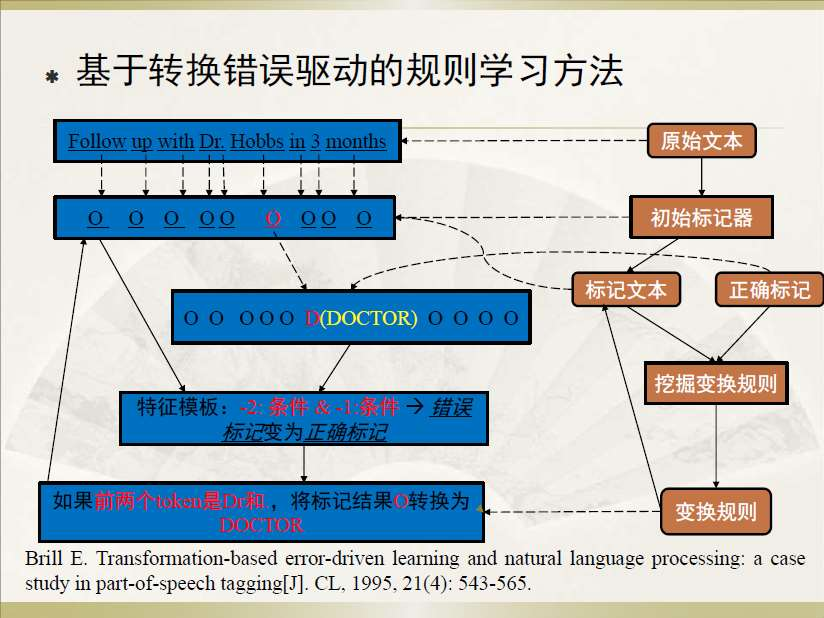 基于转换错误驱动的规则学习方法
Follow up with Dr. Hobbs in 3 months
原始文本
O O O O O O O O O
初始标记器
标记文本
正确标记
O O O O O D(DOCTOR) O O O O
挖掘变换规则
特征模板：-2: 条件 & -1:条件 → 错误
标记变为正确标记
如果前两个token是Dr和.，将标记结果O转换为
DOCTOR
变换规则
Brill E. Transformation-based error-driven learning and natural language processing: a case
study in part-of-speech tagging[J]. CL, 1995, 21(4): 543-565.